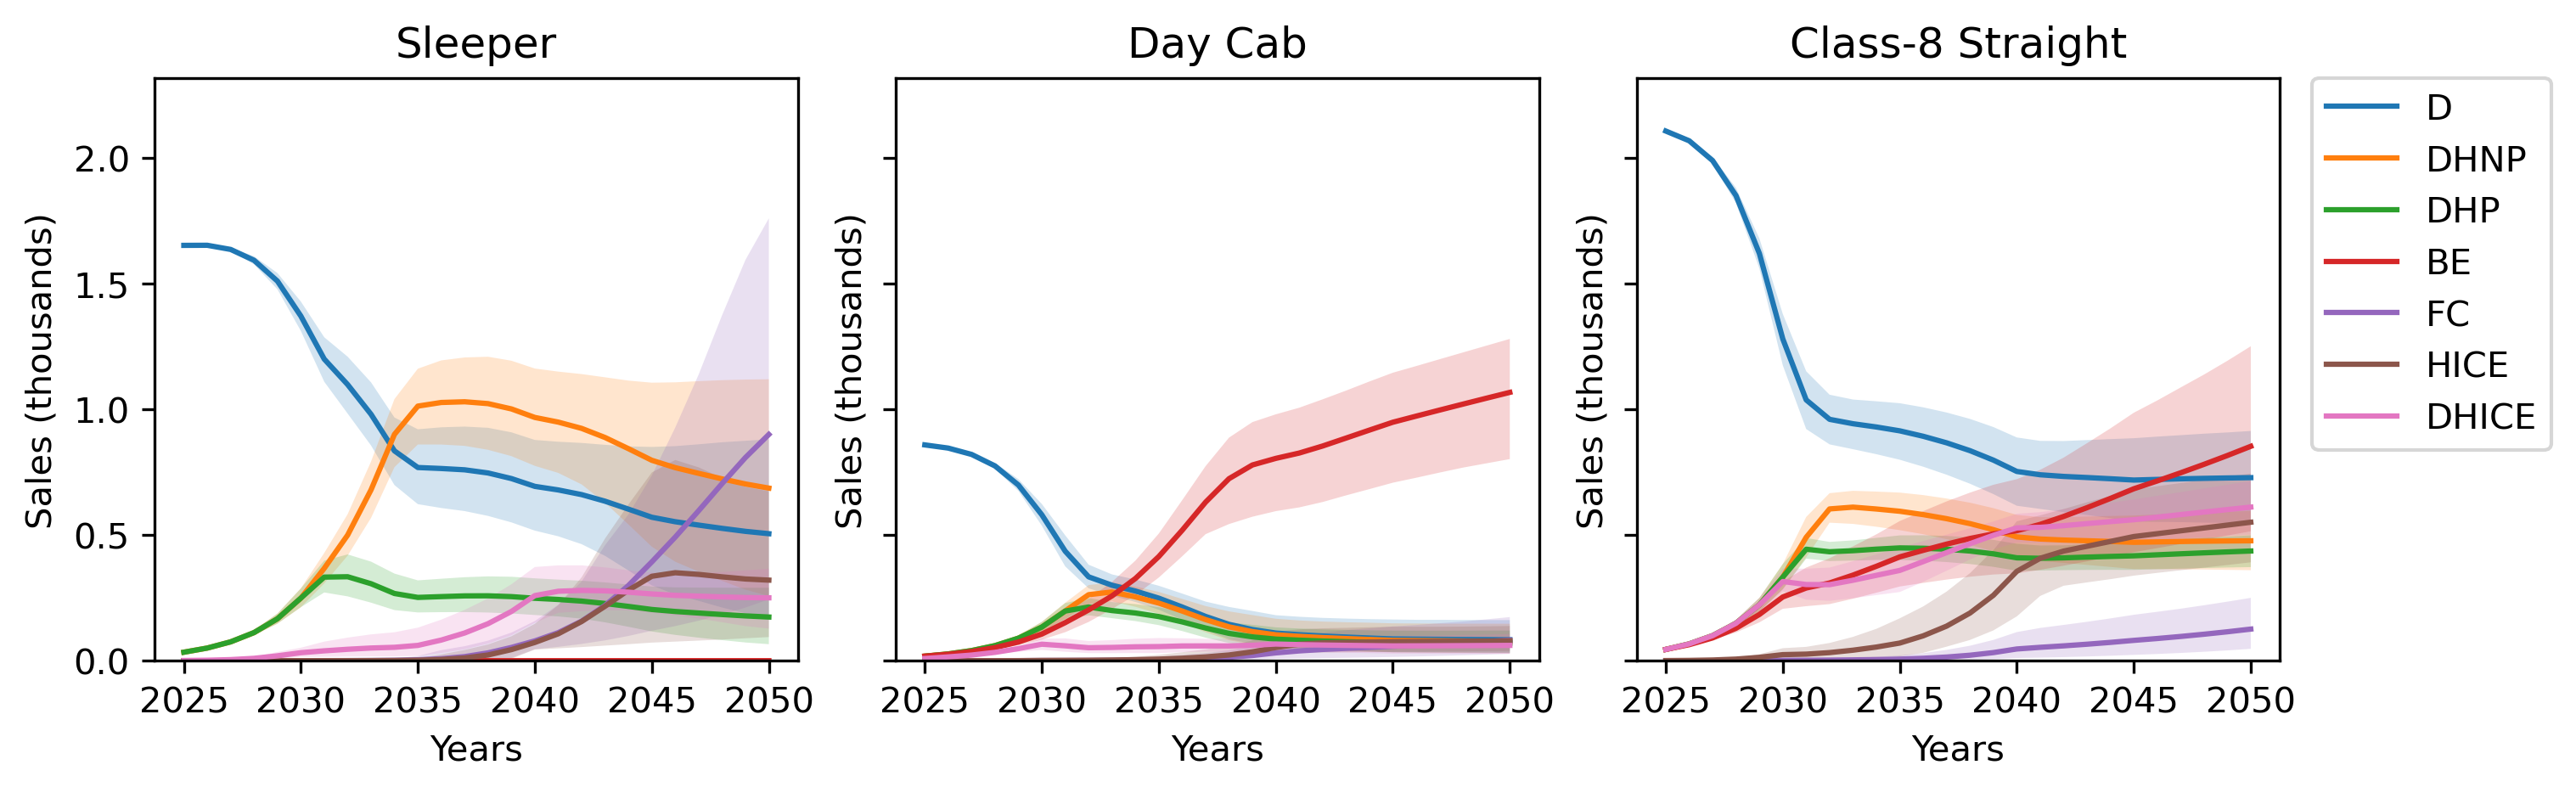 Sleeper
Day Cab
Class-8 Straight
Sales (thousands)
2.0
1.5
1.0
0.5
0.0
2025 2030 2035 2040 2045 2050
Years
Sales (thousands)
2025 2030 2035 2040 2045 2050
Years
Sales (thousands)
2025 2030 2035 2040 2045 2050
Years
D
DHNP
DHP
BE
FC
HICE
DHICE